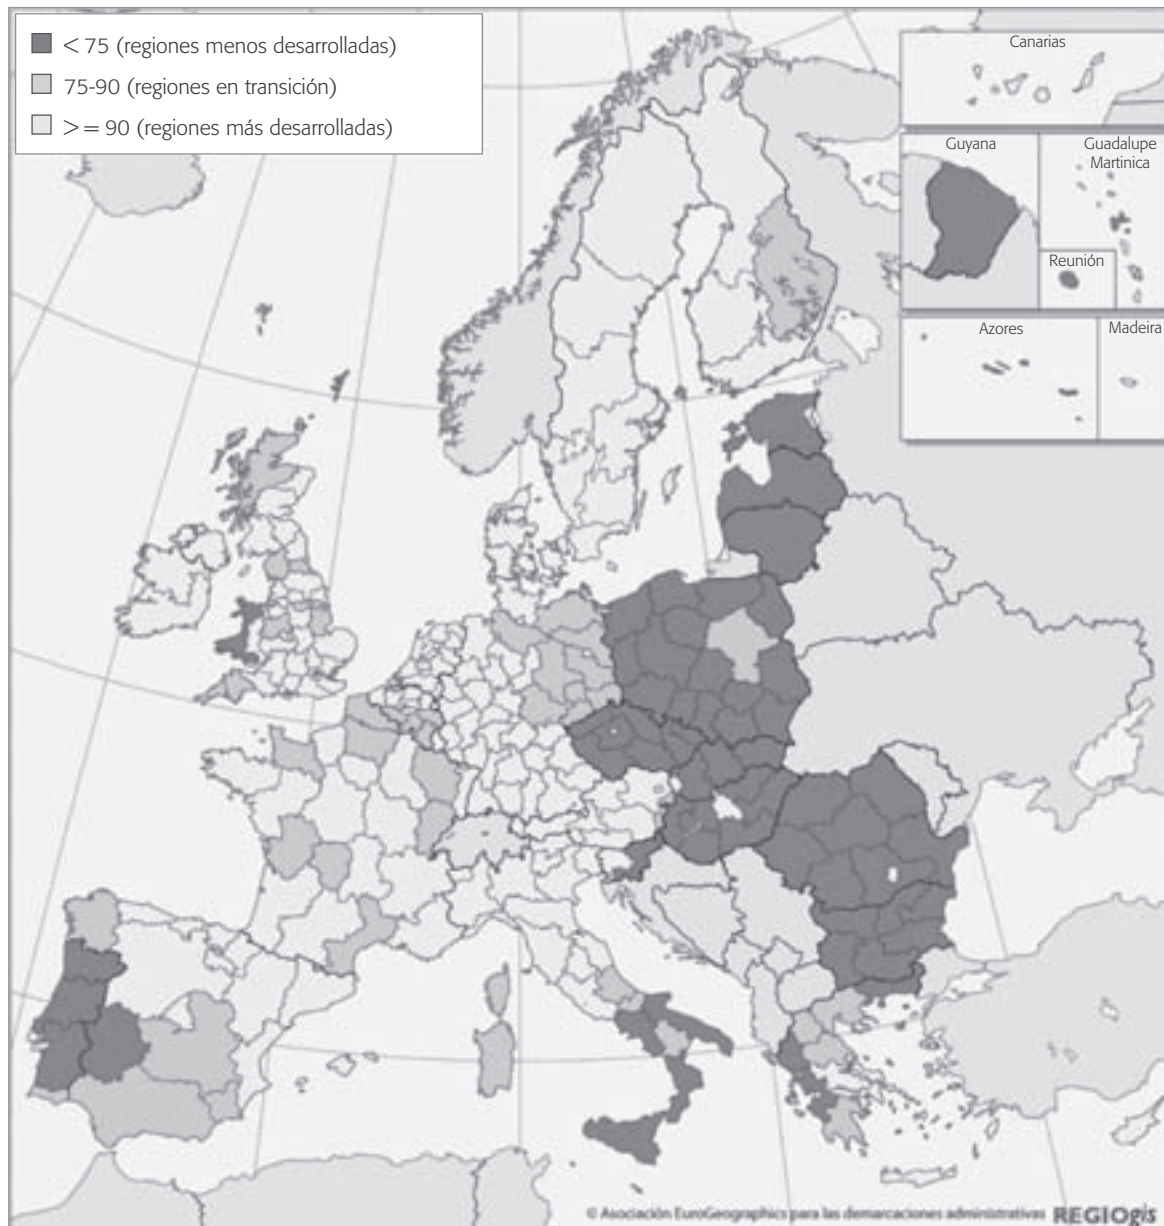 < 75 (regiones menos desarrolladas)
75-90 (regiones en transición)
> = 90 (regiones más desarrolladas)
Canarias
Guyana
Guadalupe
Martinica
Reunión
Azores
Madeira
© Asociación EuroGeographics para las demarcaciones administrativas REGIOgis